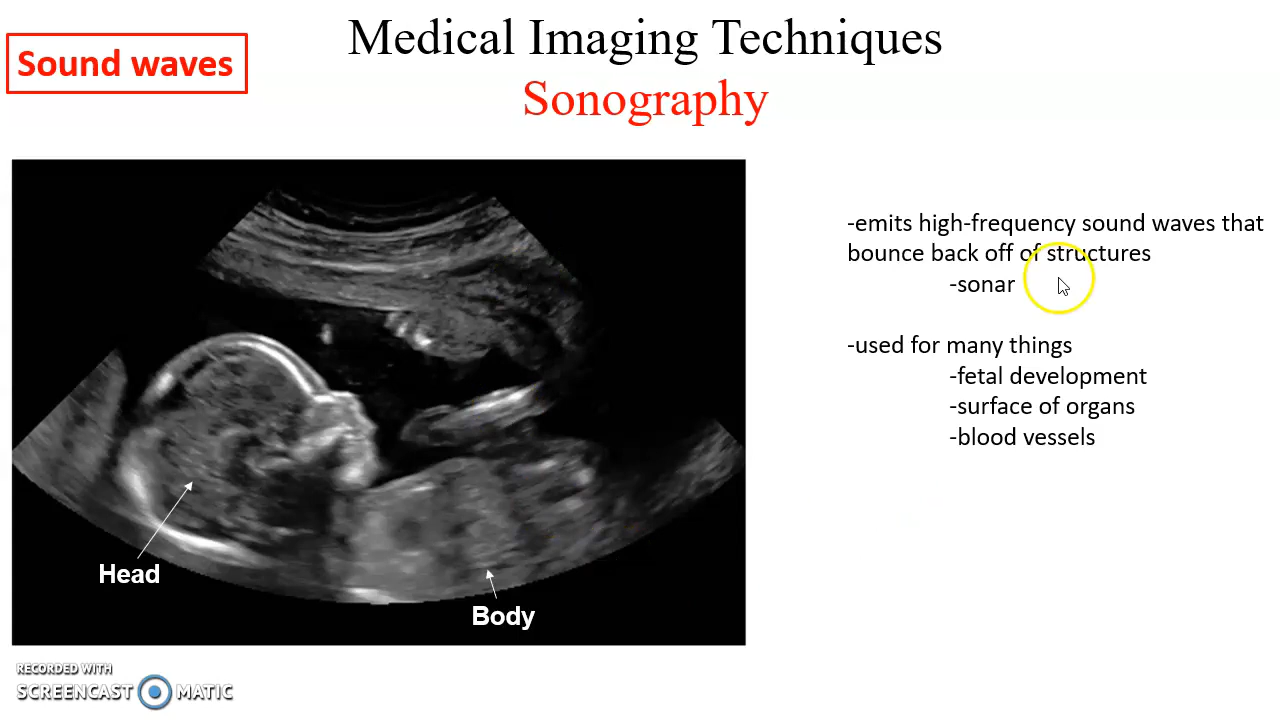 Medical Imaging Techniques
Sound waves
Sonography
-emits high-frequency sound waves that
bounce back off of structures
-sonar
-used for many things
-fetal development
-surface of organs
-blood vessels
Head
Body
RECORDED WITH
SCREENCAST MATIC